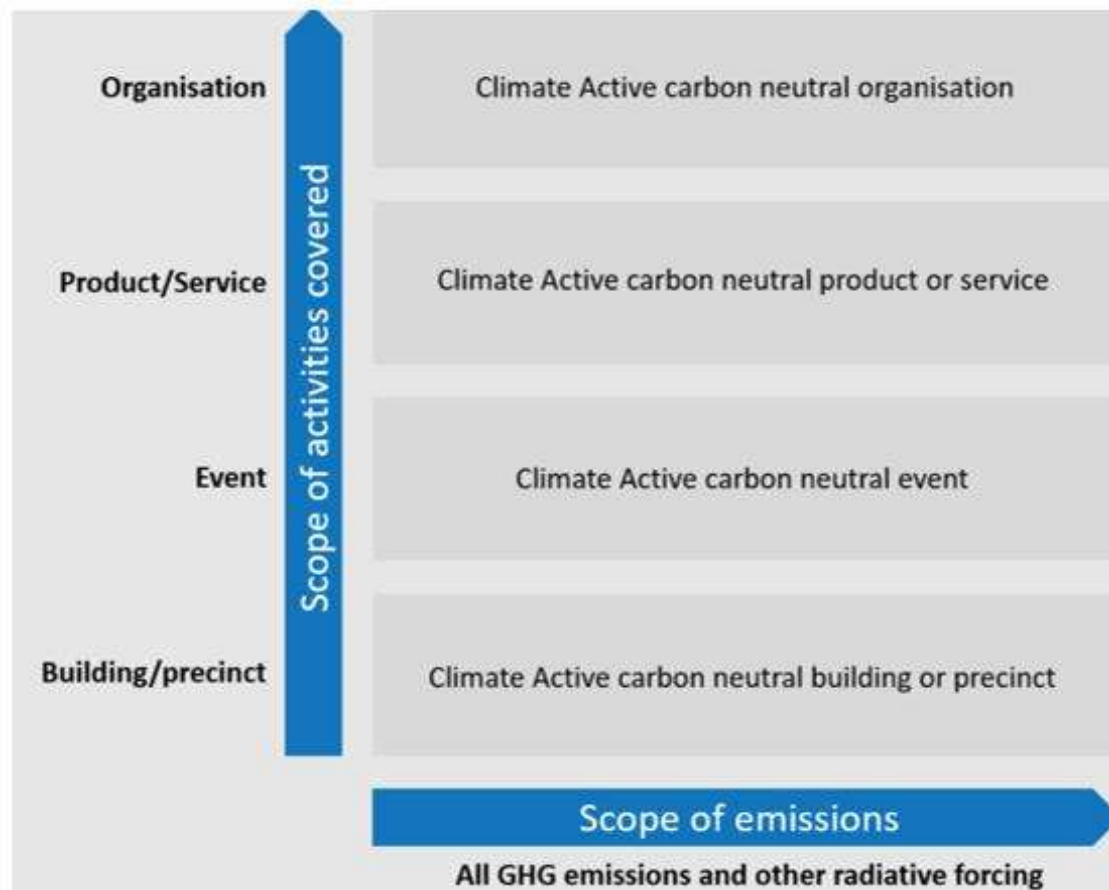 Organisation
Climate Active carbon neutral organisation
Product/Service
Climate Active carbon neutral product or service
Event
Climate Active carbon neutral event
Building/precinct
Climate Active carbon neutral building or precinct
Scope of activities covered
Scope of emissions
All GHG emissions and other radiative forcing